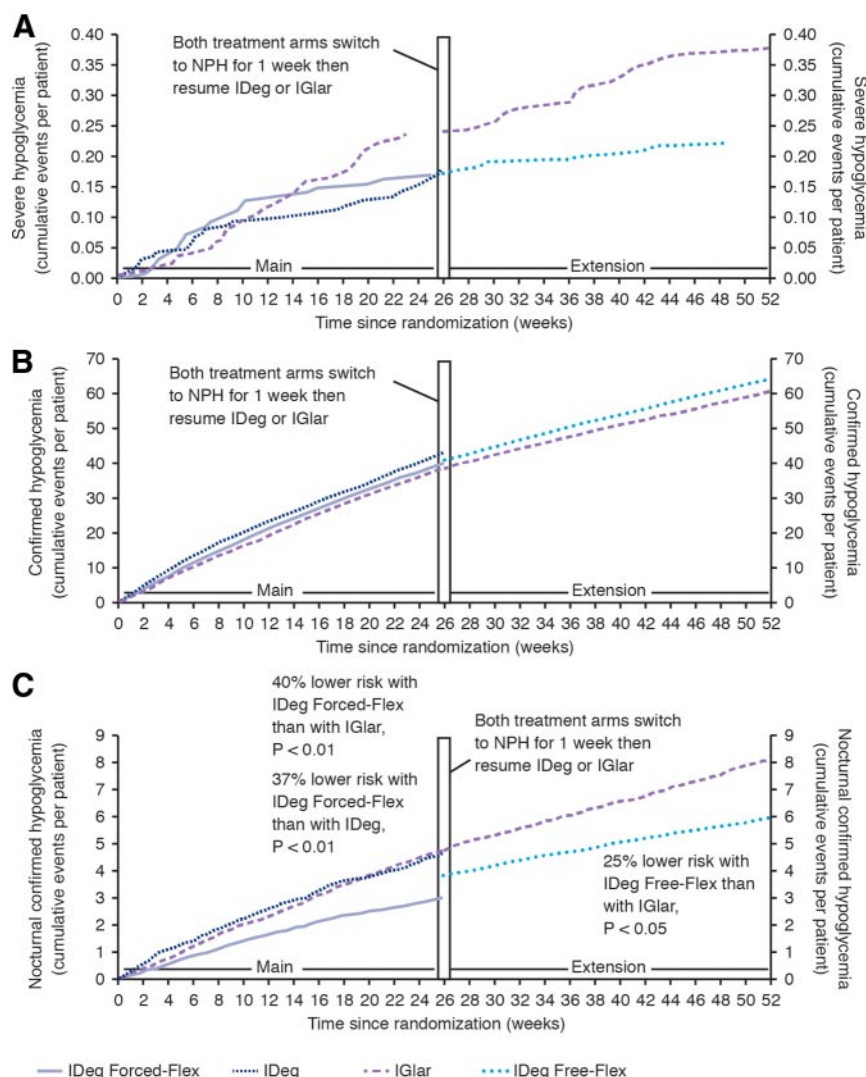 A
Severe hypoglycemia
(cumulative events per patient)
0.40
0.35
0.30
0.25
0.20
0.15
0.10
0.05
0.00
Both treatment arms switch
to NPH for 1 week then
resume IDeg or IGlar
Main
Extension
0.40
0.35
0.30
0.25
0.20
0.15
0.10
0.05
0.00
Severe hypoglycemia
(cumulative events per patient)
0 2 4 6 8 10 12 14 16 18 20 22 24 26 28 30 32 34 36 38 40 42 44 46 48 50 52
Time since randomization (weeks)
B
Confirmed hypoglycemia
(cumulative events per patient)
70
60
50
40
30
20
10
0
Both treatment arms switch
to NPH for 1 week then
resume IDeg or IGlar
Main
Extension
70
60
50
40
30
20
10
0
Confirmed hypoglycemia
(cumulative events per patient)
0 2 4 6 8 10 12 14 16 18 20 22 24 26 28 30 32 34 36 38 40 42 44 46 48 50 52
Time since randomization (weeks)
C
Nocturnal confirmed hypoglycemia
(cumulative events per patient)
9
8
7
6
5
4
3
2
1
0
40% lower risk with
IDeg Forced-Flex
than with IGlar,
P < 0.01
37% lower risk with
IDeg Forced-Flex
than with IDeg,
P < 0.01
Both treatment arms switch
to NPH for 1 week then
resume IDeg or IGlar
25% lower risk with
IDeg Free-Flex than
with IGlar,
P < 0.05
Main
Extension
9
8
7
6
5
4
3
2
1
0
Nocturnal confirmed hypoglycemia
(cumulative events per patient)
0 2 4 6 8 10 12 14 16 18 20 22 24 26 28 30 32 34 36 38 40 42 44 46 48 50 52
Time since randomization (weeks)
IDeg Forced-Flex IDeg IGlar IDeg Free-Flex